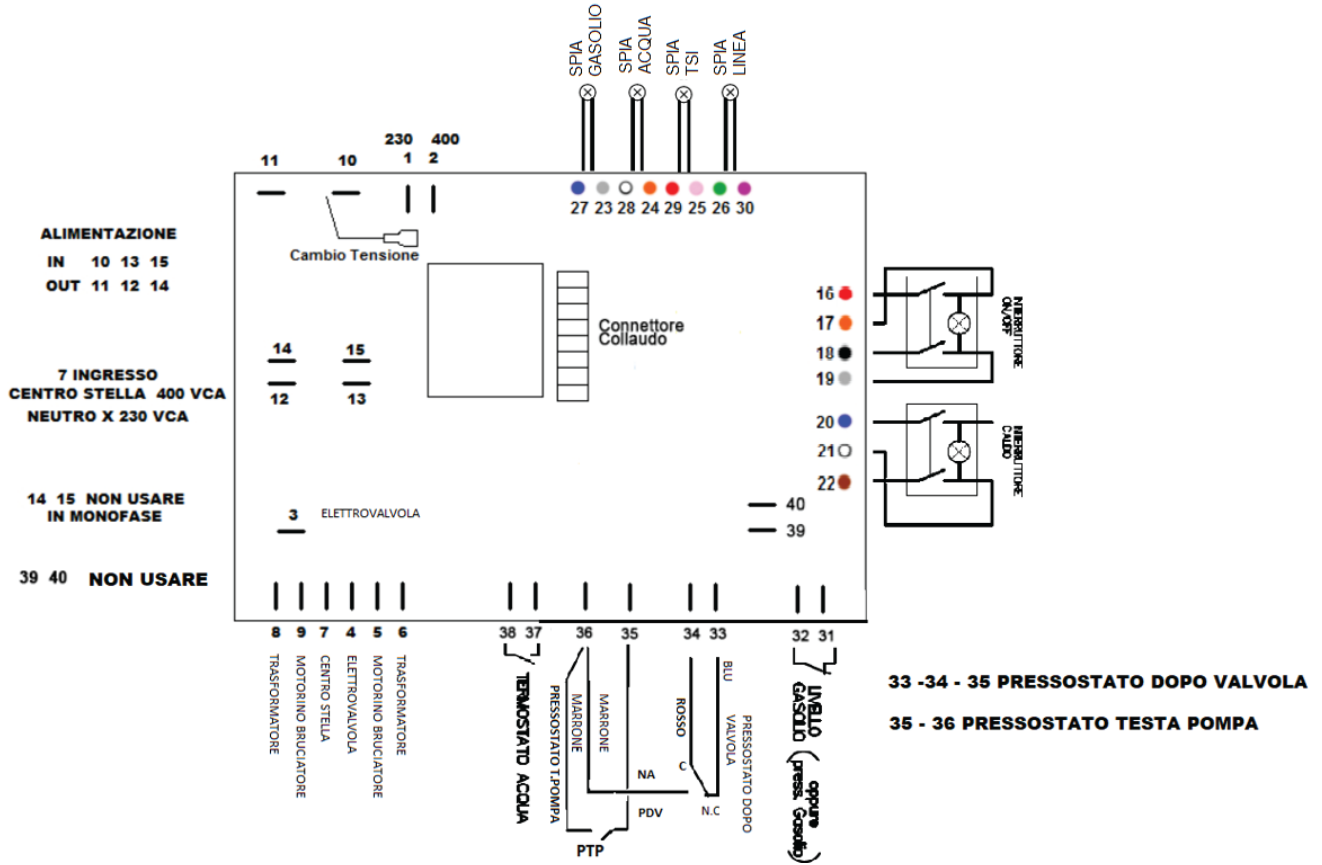 SPIA
GASOLIO
SPIA
ACQUA
SPIA
TSI
SPIA
LINEA
230 400
11 10 1 2
27 23 28 24 29 25 26 30
Cambio Tensione
ALIMENTAZIONE
IN 10 13 15
OUT 11 12 14
Connettore
Collaudo
16
17
18
19
INTERRUTTORE
ON/OFF
14 15
12 13
7 INGRESSO
CENTRO STELLA 400 VCA
NEUTRO X 230 VCA
20
21
22
INTERRUTTORE
CALDO
14 15 NON USARE
IN MONOFASE
3 ELETTROVALVOLA
40
39
39 40 NON USARE
8 9 7 4 5 6
38 37 36 35 34 33 32 31
TRASFORMATORE
MOTORINO BRUCIATORE
CENTRO STELLA
ELETTROVALVOLA
MOTORINO BRUCIATORE
TRASFORMATORE
TERMOSTATO ACQUA
PRESSOSTATO T.POMPA
MARRONE
MARRONE
ROSSO
BLU
PRESSOSTATO DOPO
VALVOLA
C
NA
PDV
N.C
PTP
LIVELLO
GASOLIO
( oppure
press. Gasolio)
33 -34 - 35 PRESSOSTATO DOPO VALVOLA
35 - 36 PRESSOSTATO TESTA POMPA